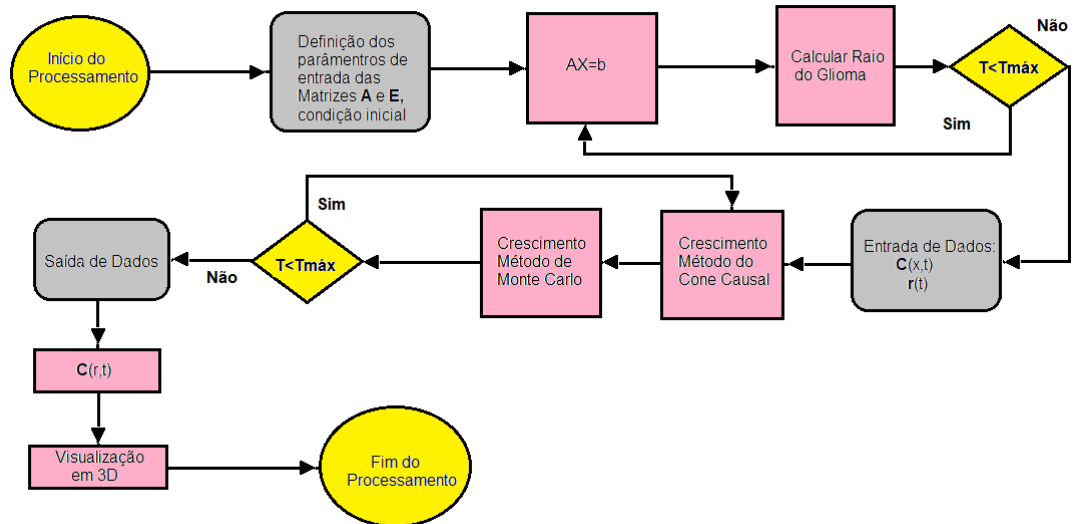 Início do
Processamento
Definição dos
parâmentros de
entrada das
Matrizes A e E,
condição inicial
AX=b
Calcular Raio
do Glioma
T<Tmáx
Não
Sim
Sim
Saída de Dados
Não
T<Tmáx
Crescimento
Método de
Monte Carlo
Crescimento
Método do
Cone Causal
Entrada de Dados:
C(x,t)
r(t)
C(r,t)
Visualização
em 3D
Fim do
Processamento